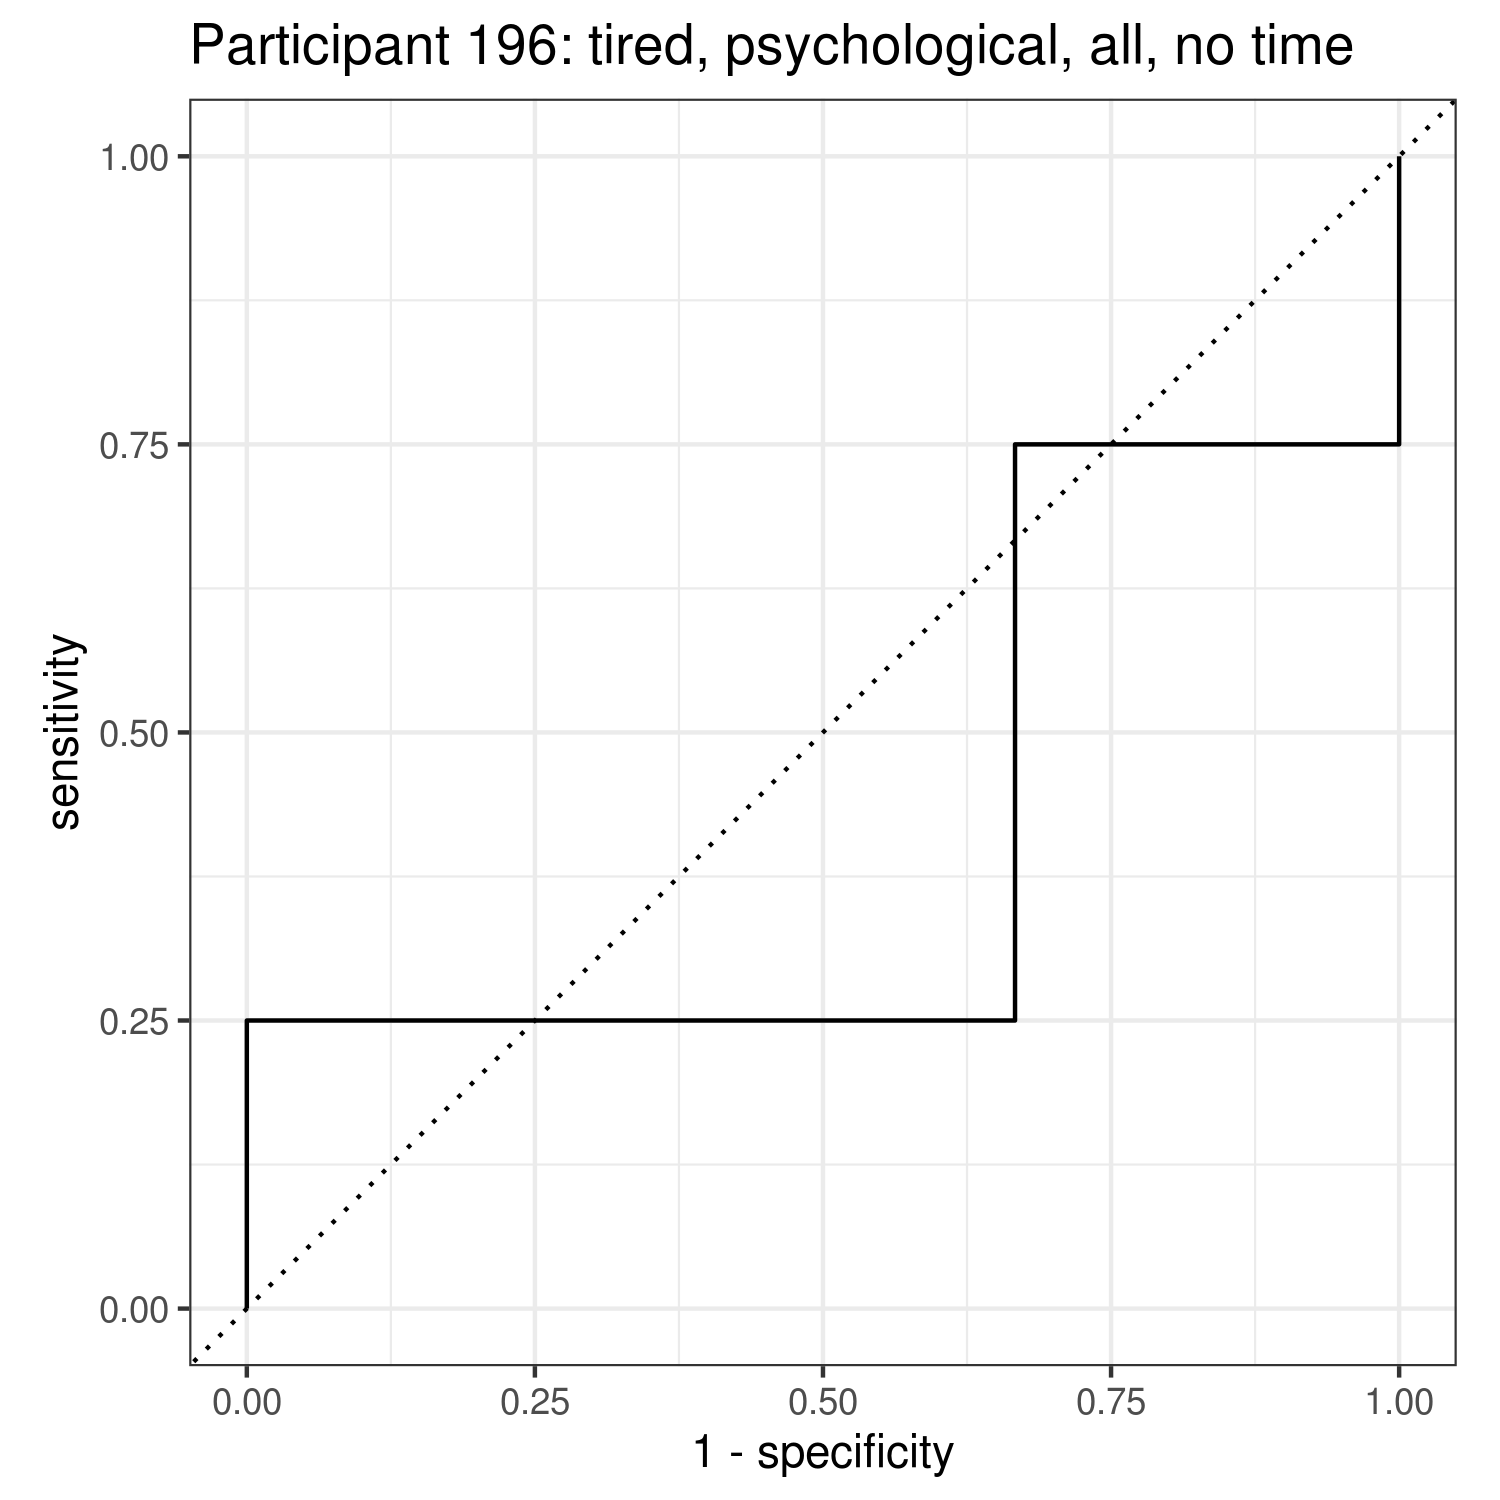 Participant 196: tired, psychological, all, no time
1.00
0.75
0.50
0.25
0.00
sensitivity
0.00 0.25 0.50 0.75 1.00
1 - specificity